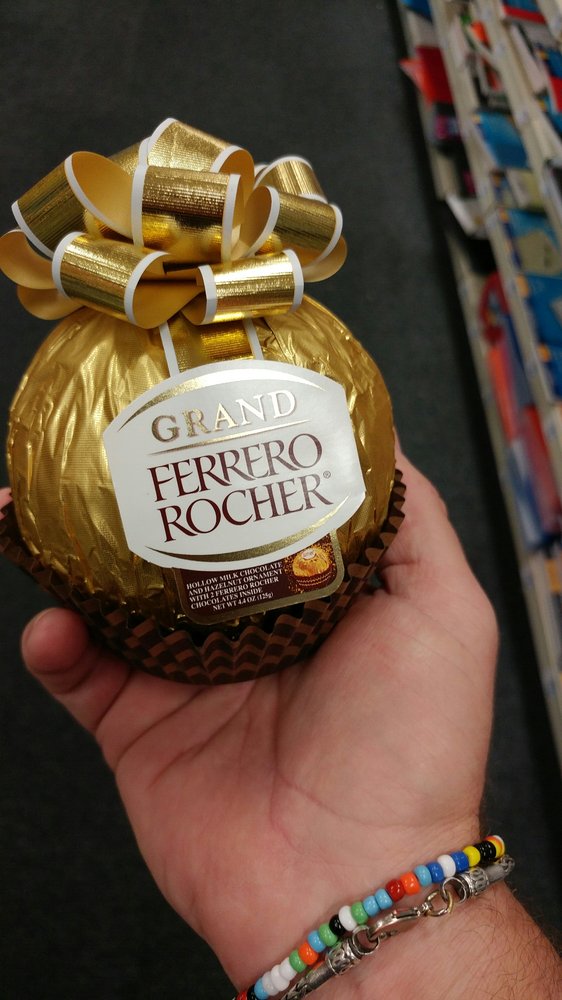 GRAND
FERRERO
ROCHER®
HOLLOW MILK CHOCOLATE
AND HAZELNUT ORNAMENT
WITH 2 FERRERO ROCHER
CHOCOLATES INSIDE
NET WT 4.4 OZ (125g)